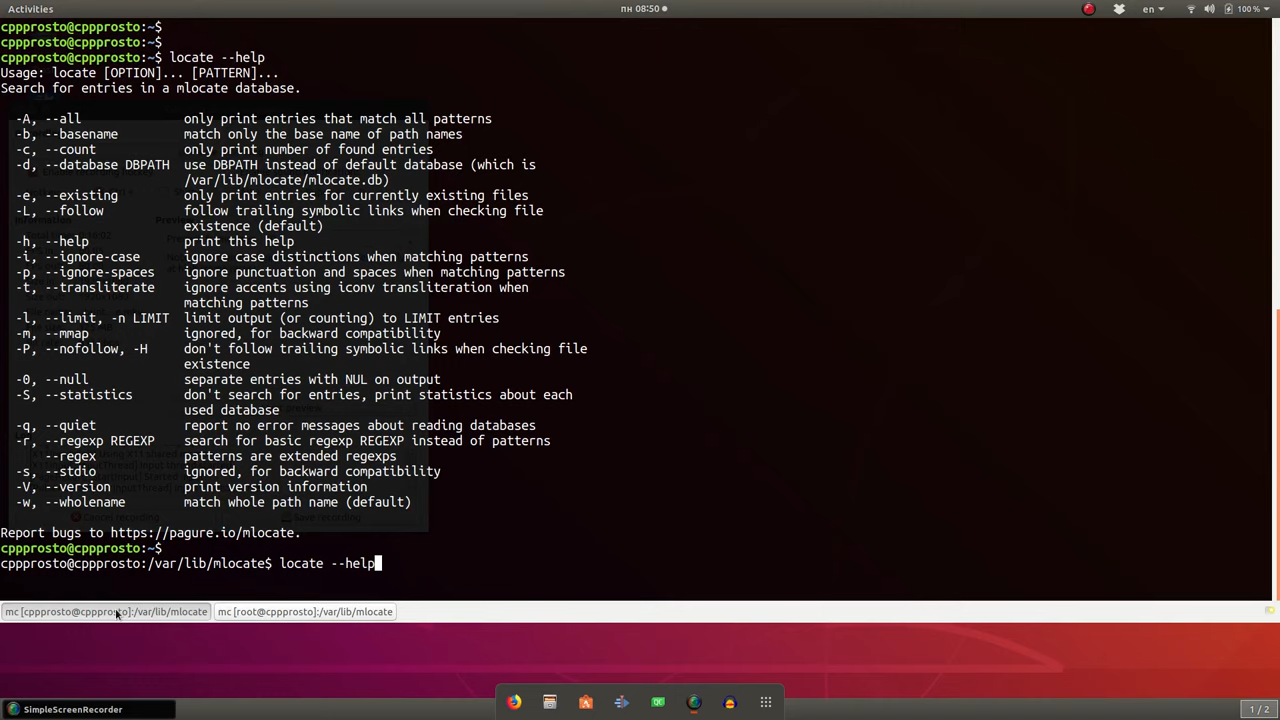 Activities
пн 08:50
en
100 %
cppprosto@cppprosto:~$
cppprosto@cppprosto:~$
cppprosto@cppprosto:~$ locate --help
Usage: locate [OPTION]... [PATTERN]...
Search for entries in a mlocate database.
-A, --all only print entries that match all patterns
-b, --basename match only the base name of path names
-c, --count only print number of found entries
-d, --database DBPATH use DBPATH instead of default database (which is
/var/lib/mlocate/mlocate.db)
-e, --existing only print entries for currently existing files
-L, --follow follow trailing symbolic links when checking file
existence (default)
-h, --help print this help
-i, --ignore-case ignore case distinctions when matching patterns
-p, --ignore-spaces ignore punctuation and spaces when matching patterns
-t, --transliterate ignore accents using iconv transliteration when
matching patterns
-l, --limit, -n LIMIT limit output (or counting) to LIMIT entries
-m, --mmap ignored, for backward compatibility
-P, --nofollow, -H don't follow trailing symbolic links when checking file
existence
-0, --null separate entries with NUL on output
-S, --statistics don't search for entries, print statistics about each
used database
-q, --quiet report no error messages about reading databases
-r, --regexp REGEXP search for basic regexp REGEXP instead of patterns
--regex patterns are extended regexps
-s, --stdio ignored, for backward compatibility
-V, --version print version information
-w, --wholename match whole path name (default)
Report bugs to https://pagure.io/mlocate.
cppprosto@cppprosto:~$
cppprosto@cppprosto:/var/lib/mlocate$ locate --help
mc [cppprosto@cppprosto]:/var/lib/mlocate
mc [root@cppprosto]:/var/lib/mlocate
SimpleScreenRecorder
1 / 2